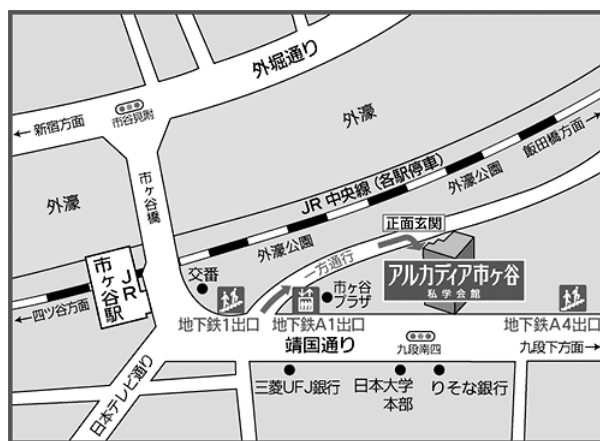 外堀通り
←新宿方面
市谷見附
外濠
飯田橋方面→
市ヶ谷橋
JR中央線（各駅停車）
外濠公園
外濠
正面玄関
外濠公園
一方通行
アルカディア市ヶ谷
私学会館
JR
市ヶ谷駅
交番
市ヶ谷
プラザ
←四ツ谷方面
地下鉄1出口
地下鉄A1出口
地下鉄A4出口
靖国通り
九段南四
九段下方面→
日本テレビ通り
三菱UFJ銀行
日本大学
本部
りそな銀行